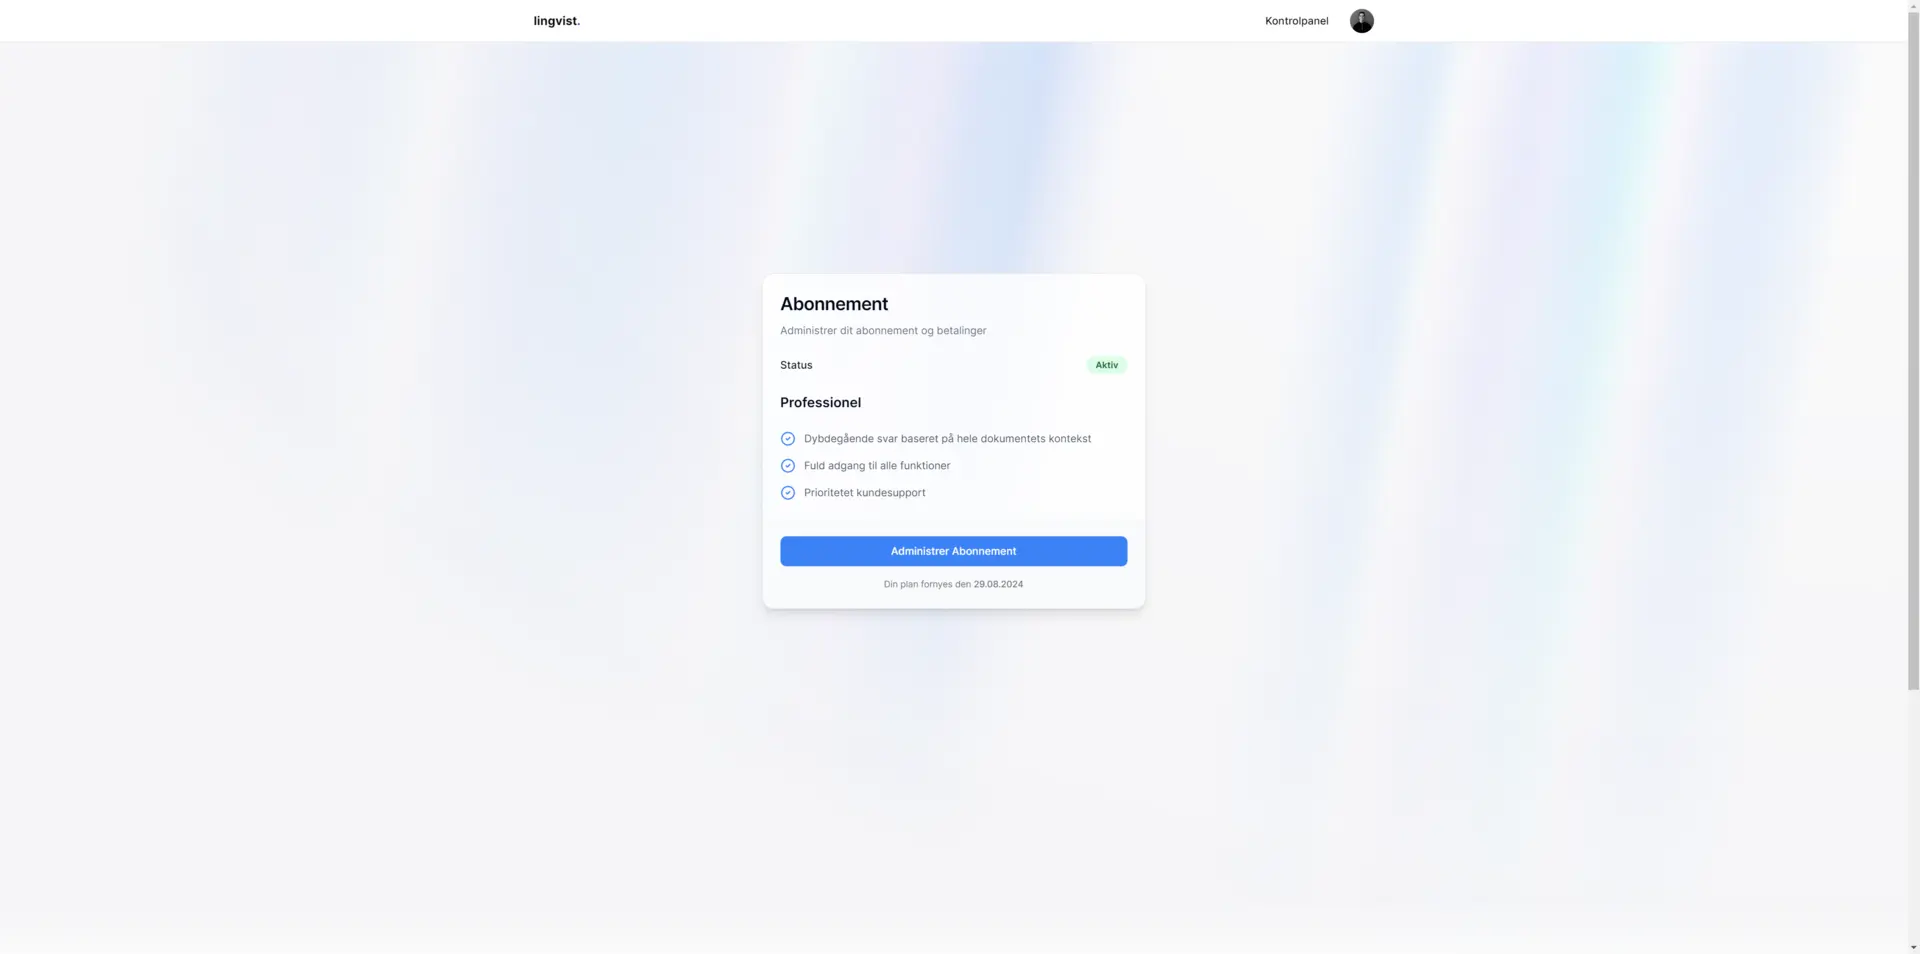 lingvist.
Kontrolpanel
Abonnement
Administrer dit abonnement og betalinger
Status
Aktiv
Professionel
Dybdegående svar baseret på hele dokumentets kontekst
Fuld adgang til alle funktioner
Prioritetet kundesupport
Administrer Abonnement
Din plan fornyes den 29.08.2024